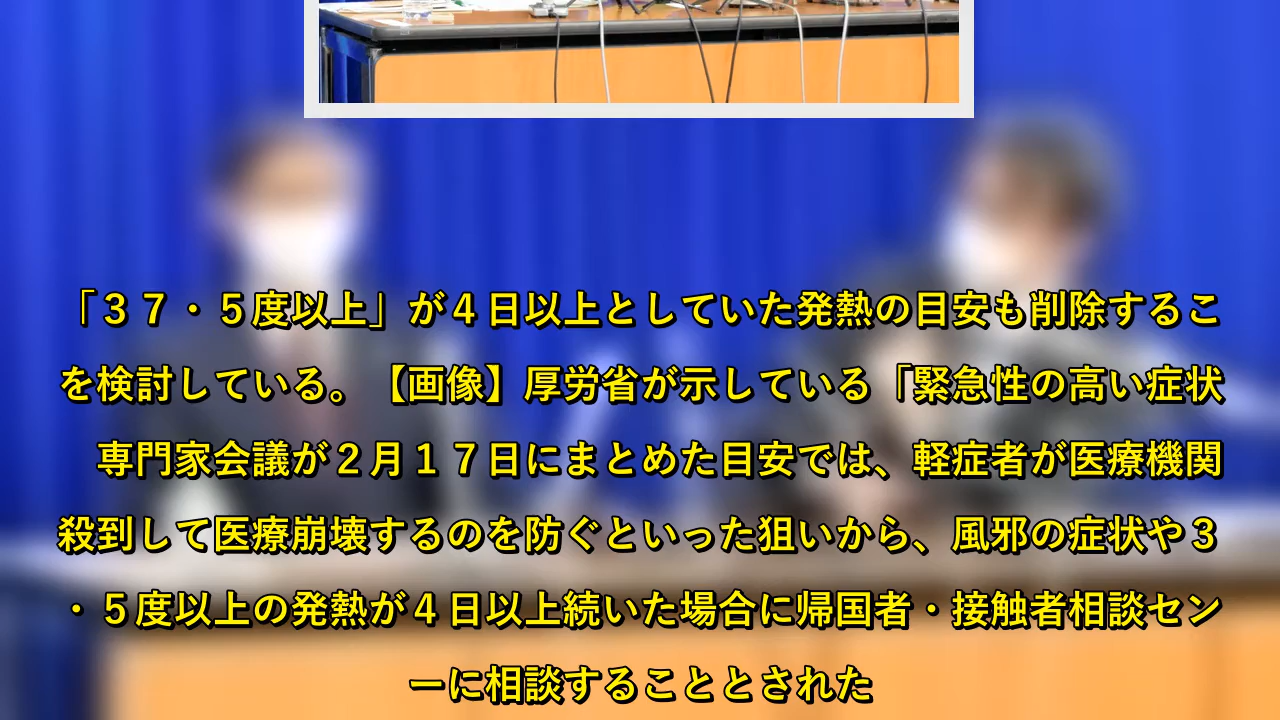 「３７・５度以上」が４日以上としていた発熱の目安も削除するこ
を検討している。【画像】厚労省が示している「緊急性の高い症状
専門家会議が２月１７日にまとめた目安では、軽症者が医療機関
殺到して医療崩壊するのを防ぐといった狙いから、風邪の症状や３
・５度以上の発熱が４日以上続いた場合に帰国者・接触者相談セン
ーに相談することとされた